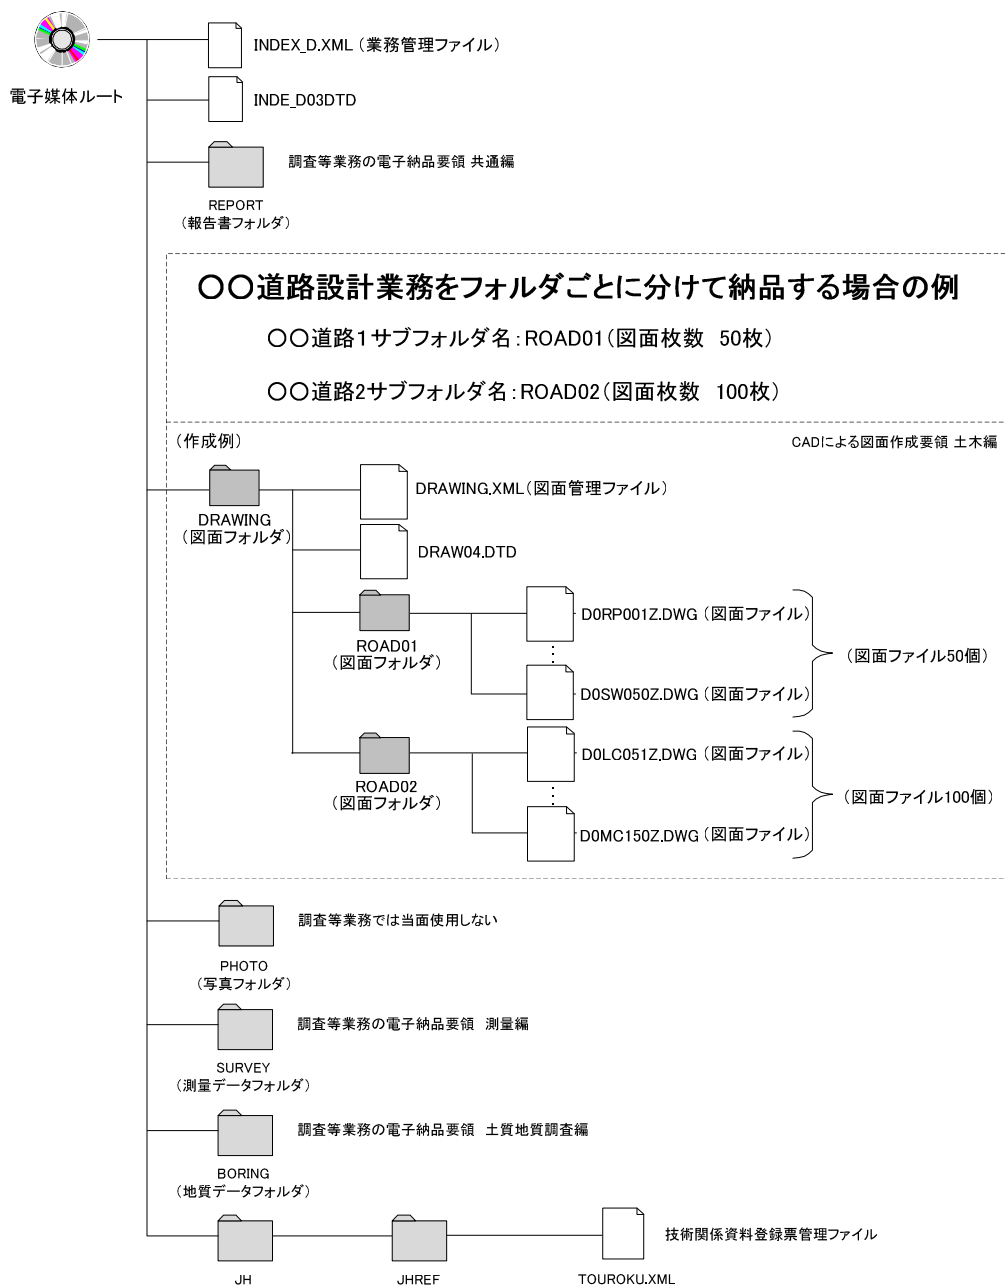 電子媒体ルート
INDEX_D.XML（業務管理ファイル）
INDE_D03DTD
調査等業務の電子納品要領 共通編
REPORT
（報告書フォルダ）
〇〇道路設計業務をフォルダごとに分けて納品する場合の例
〇〇道路1サブフォルダ名：ROAD01（図面枚数　50枚）
〇〇道路2サブフォルダ名：ROAD02（図面枚数　100枚）
（作成例）
CADによる図面作成要領 土木編
DRAWING
（図面フォルダ）
DRAWING.XML（図面管理ファイル）
DRAW04.DTD
ROAD01
（図面フォルダ）
D0RP001Z.DWG（図面ファイル）
D0SW050Z.DWG（図面ファイル）
（図面ファイル50個）
ROAD02
（図面フォルダ）
D0LC051Z.DWG（図面ファイル）
D0MC150Z.DWG（図面ファイル）
（図面ファイル100個）
調査等業務では当面使用しない
PHOTO
（写真フォルダ）
調査等業務の電子納品要領　測量編
SURVEY
（測量データフォルダ）
調査等業務の電子納品要領　土質地質調査編
BORING
（地質データフォルダ）
JH
JHREF
TOUROKU.XML
技術関係資料登録票管理ファイル